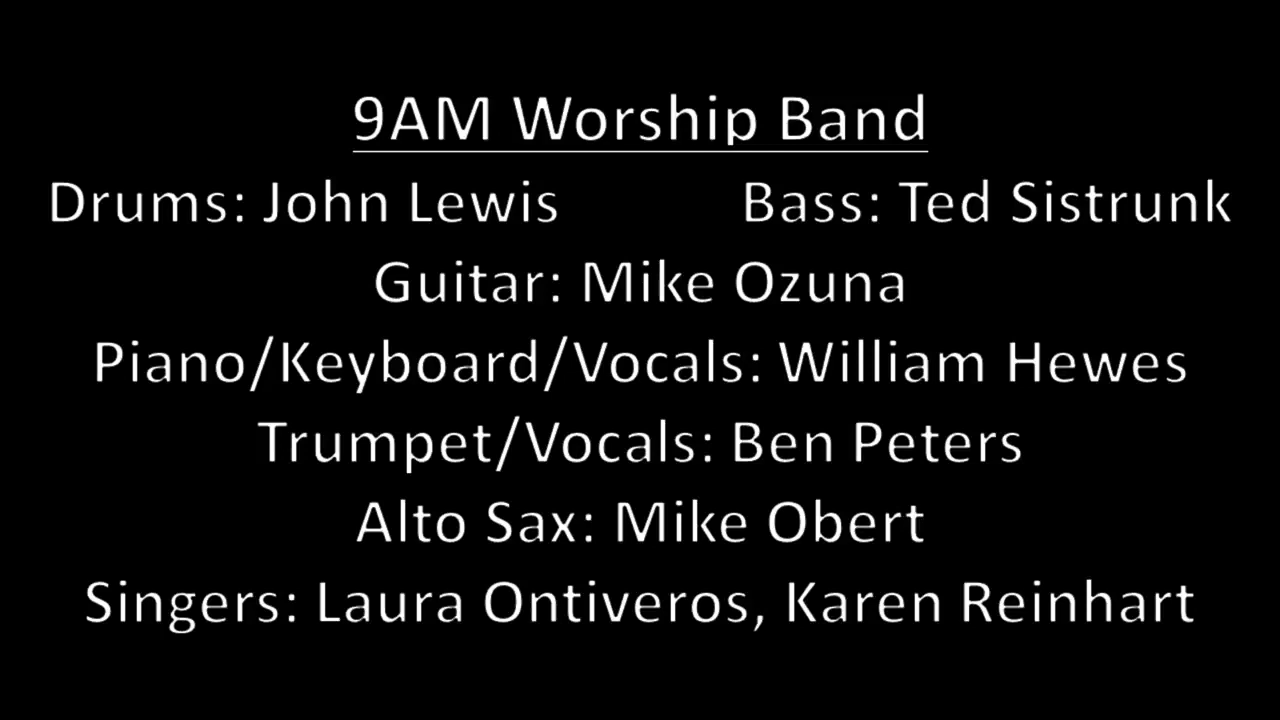 9AM Worship Band
Drums: John Lewis Bass: Ted Sistrunk
Guitar: Mike Ozuna
Piano/Keyboard/Vocals: William Hewes
Trumpet/Vocals: Ben Peters
Alto Sax: Mike Obert
Singers: Laura Ontiveros, Karen Reinhart